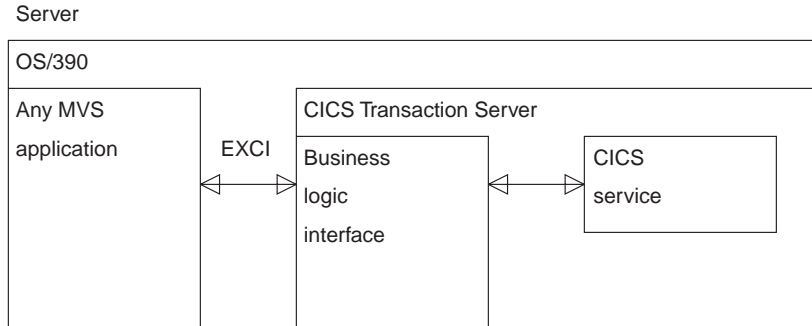 Server
OS/390
Any MVS
application
EXCI
CICS Transaction Server
Business
logic
interface
CICS
service